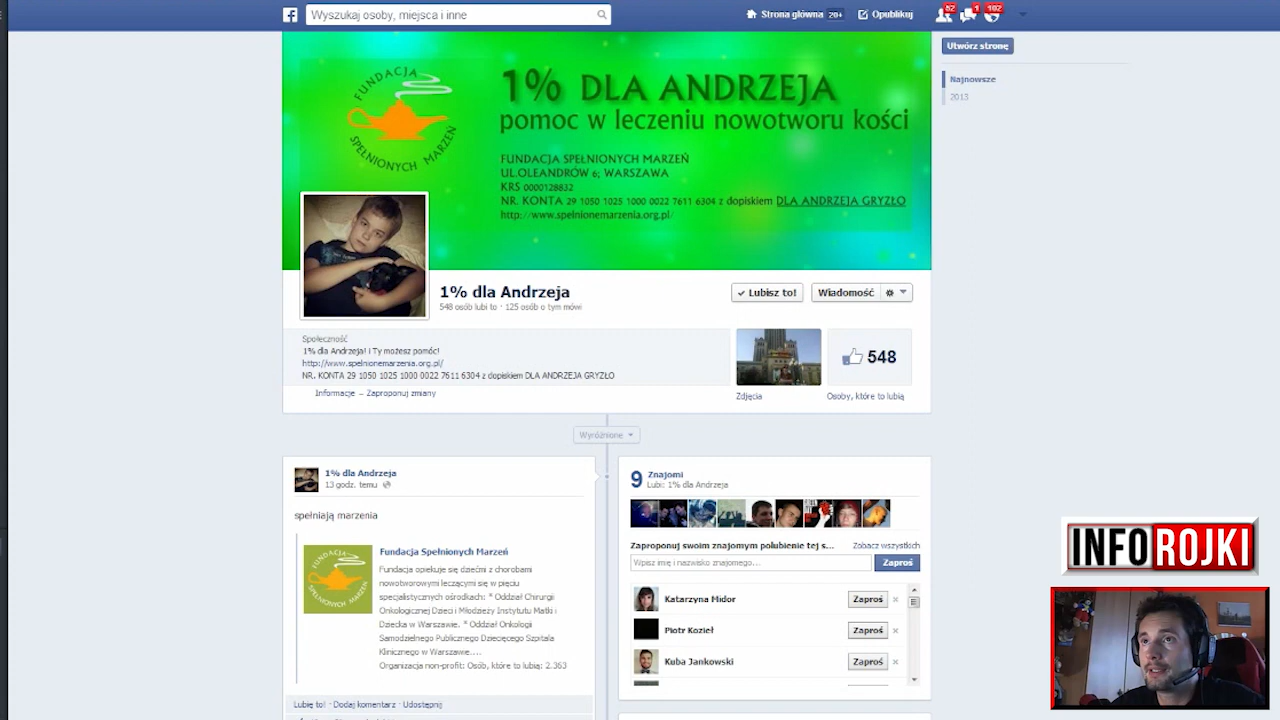 Wyszukaj osoby, miejsca i inne
Strona główna 20+
Opublikuj
62
1
102
Utwórz stronę
Najnowsze
2013
FUNDACJA
SPEŁNIONYCH MARZEŃ
1% DLA ANDRZEJA
pomoc w leczeniu nowotworu kości
FUNDACJA SPEŁNIONYCH MARZEŃ
UL.OLEANDRÓW 6; WARSZAWA
KRS 0000128832
NR. KONTA 29 1050 1025 1000 0022 7611 6304 z dopiskiem DLA ANDRZEJA GRYZŁO
http://www.spelnionemarzenia.org.pl/
1% dla Andrzeja
548 osób lubi to · 125 osób o tym mówi
Lubisz to!
Wiadomość
Społeczność
1% dla Andrzeja! i Ty możesz pomóc!
http://www.spelnionemarzenia.org.pl/
NR. KONTA 29 1050 1025 1000 0022 7611 6304 z dopiskiem DLA ANDRZEJA GRYZŁO
Informacje – Zaproponuj zmiany
548
Zdjęcia
Osoby, które to lubią
Wyróżnione
1% dla Andrzeja
13 godz. temu
spełniają marzenia
FUNDACJA
SPEŁNIONYCH MARZEŃ
Fundacja Spełnionych Marzeń
Fundacja opiekuje się dziećmi z chorobami
nowotworowymi leczącymi się w pięciu
specjalistycznych ośrodkach: * Oddział Chirurgii
Onkologicznej Dzieci i Młodzieży Instytutu Matki i
Dziecka w Warszawie. * Oddział Onkologii
Samodzielnego Publicznego Dziecięcego Szpitala
Klinicznego w Warszawie....
Organizacja non-profit: Osób, które to lubią: 2.363
Lubię to! · Dodaj komentarz · Udostępnij
9 Znajomi
Lubi: 1% dla Andrzeja
Zaproponuj swoim znajomym polubienie tej s...
Zobacz wszystkich
Wpisz imię i nazwisko znajomego...
Zaproś
Katarzyna Midor
Zaproś
Piotr Kozieł
Zaproś
Kuba Jankowski
Zaproś
INFOROJKI